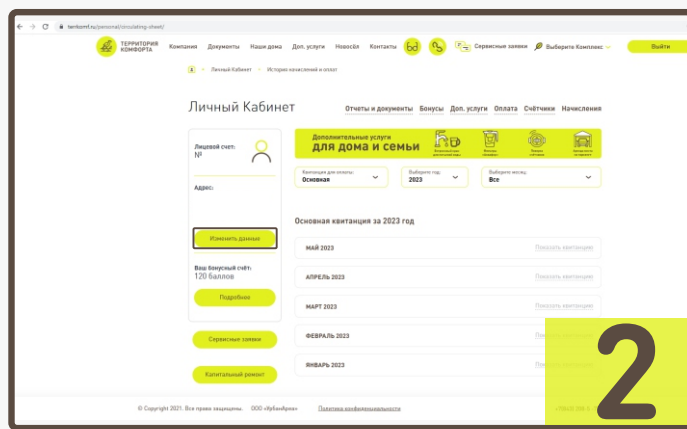 terrkomf.ru/personal/circulating-sheet/
ТЕРРИТОРИЯ
КОМФОРТА
Компания Документы Наши дома Доп. услуги Новосёл Контакты Сервисные заявки Выберите Комплекс Выйти
Личный Кабинет • История начислений и оплат
Личный Кабинет
Отчеты и документы Бонусы Доп. услуги Оплата Счётчики Начисления
Лицевой счет:
№
Адрес:
Изменить данные
Ваш бонусный счёт:
120 баллов
Подробнее
Сервисные заявки
Капитальный ремонт
Дополнительные услуги
для дома и семьи
Квитанция для оплаты:
Основная
Выберите год:
2023
Выберите месяц:
Все
Основная квитанция за 2023 год
МАЙ 2023 Показать квитанцию
АПРЕЛЬ 2023 Показать квитанцию
МАРТ 2023 Показать квитанцию
ФЕВРАЛЬ 2023
ЯНВАРЬ 2023
2
© Copyright 2021. Все права защищены. ООО «УрбанАриа» Политика конфиденциальности